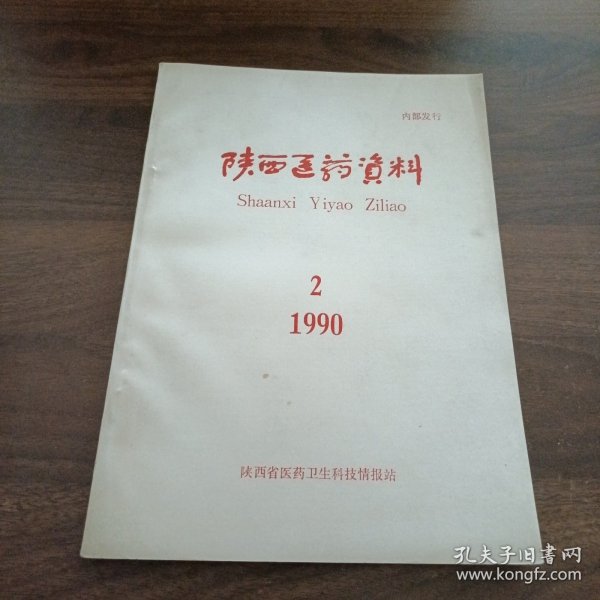 内部发行
陕西医药資料
Shaanxi Yiyao Ziliao
2
1990
陕西省医药卫生科技情报站
孔夫子旧书网
www.kongfz.com